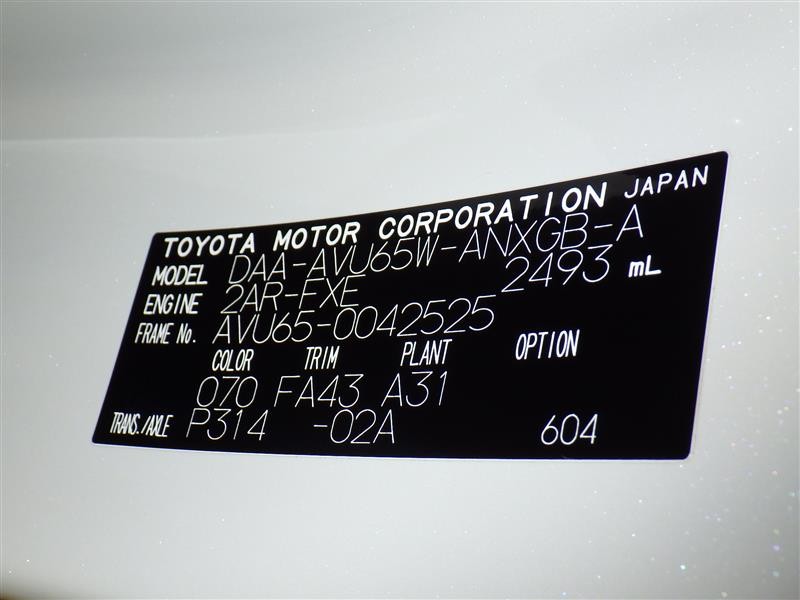 TOYOTA MOTOR CORPORATION JAPAN
MODEL DAA-AVU65W-ANXGB-A
ENGINE 2AR-FXE 2493 mL
FRAME No. AVU65-0042525
COLOR TRIM PLANT OPTION
070 FA43 A31
TRANS./AXLE P314 -02A 604